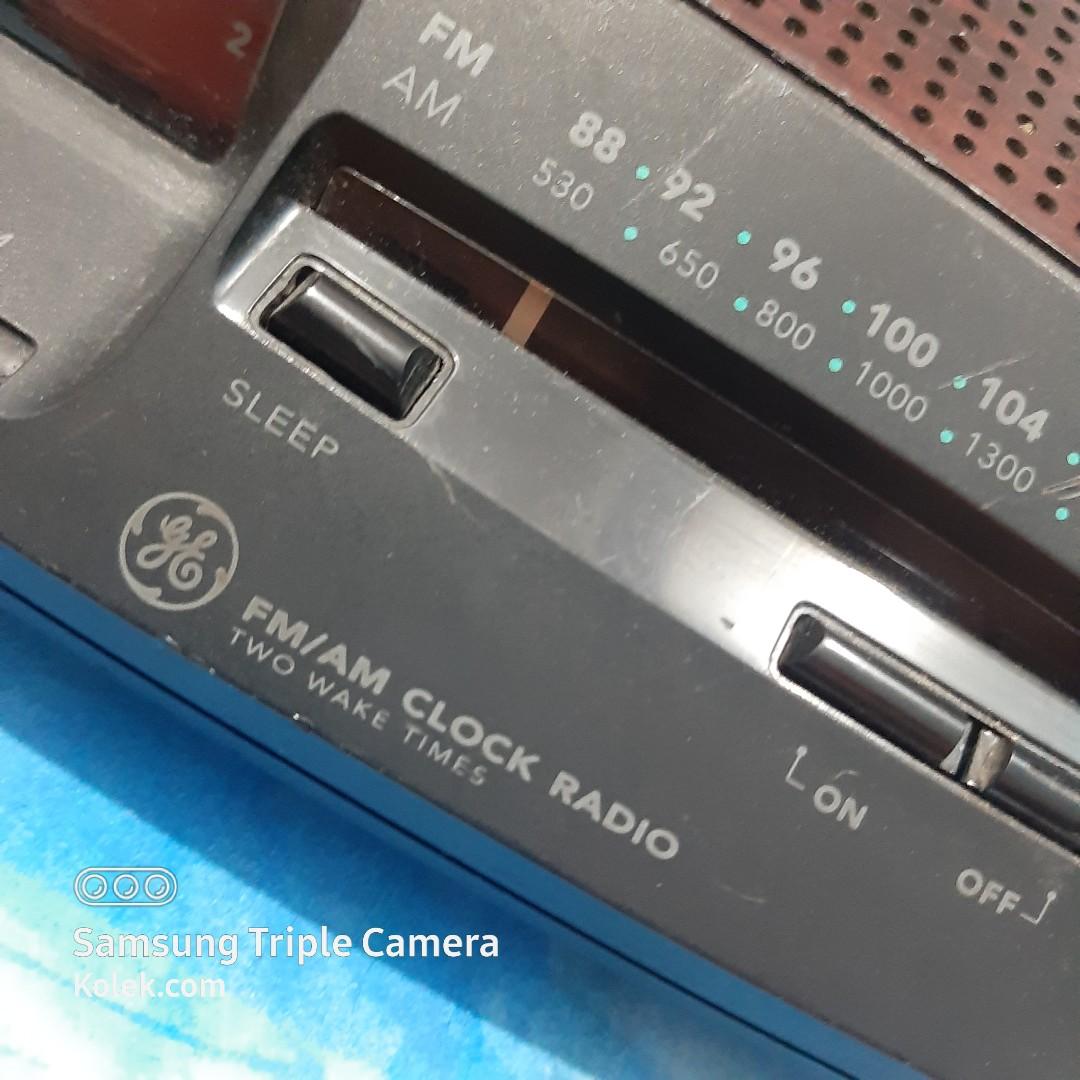 2
FM
AM
88 92 96 100 104
530 650 800 1000 1300
SLEEP
GE
FM/AM CLOCK RADIO
TWO WAKE TIMES
ON
OFF
Samsung Triple Camera
Kolek.com